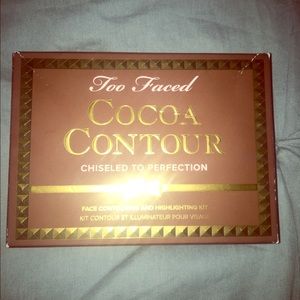 Too Faced
COCOA
CONTOUR
CHISELED TO PERFECTION
FACE CONTOURING AND HIGHLIGHTING KIT
KIT CONTOUR ET ILLUMINATEUR POUR VISAGE